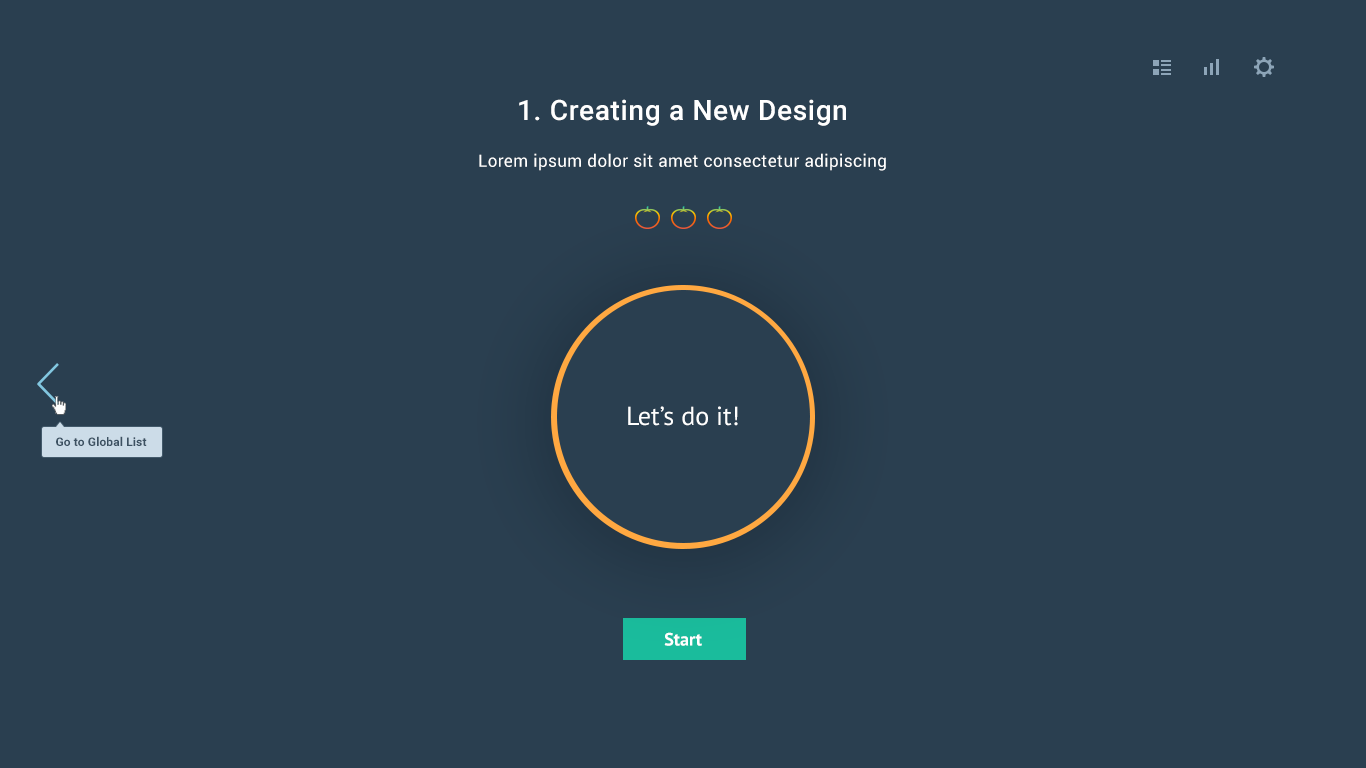 1. Creating a New Design
Lorem ipsum dolor sit amet consectetur adipiscing
Let's do it!
Go to Global List
Start